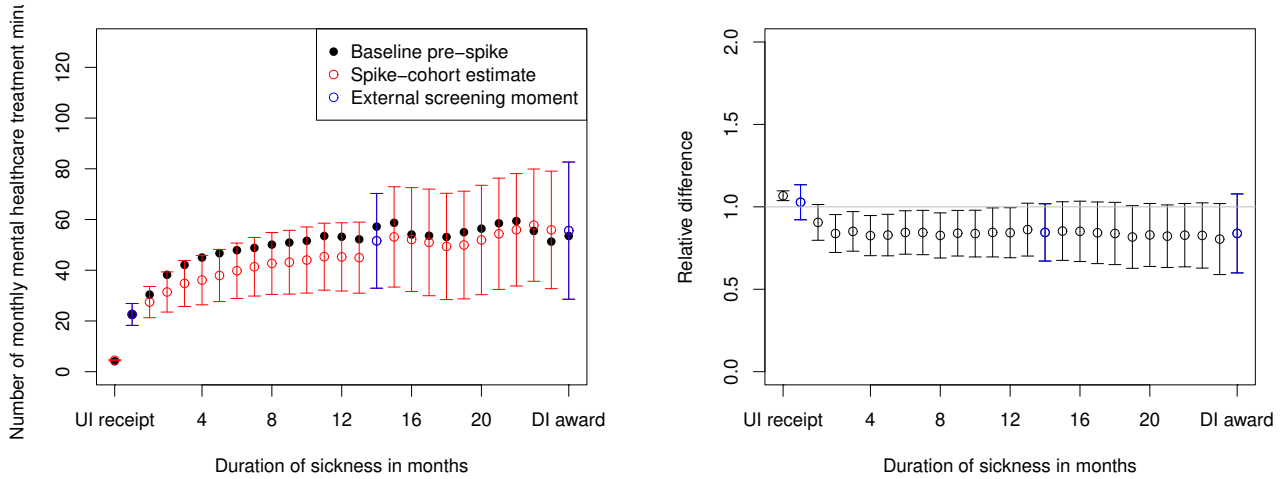 Number of monthly mental healthcare treatment
0 20 40 60 80 100 120
Baseline pre−spike
Spike−cohort estimate
External screening moment
UI receipt 4 8 12 16 20 DI award
Duration of sickness in months
Relative difference
0.0 0.5 1.0 1.5 2.0
UI receipt 4 8 12 16 20 DI award
Duration of sickness in months